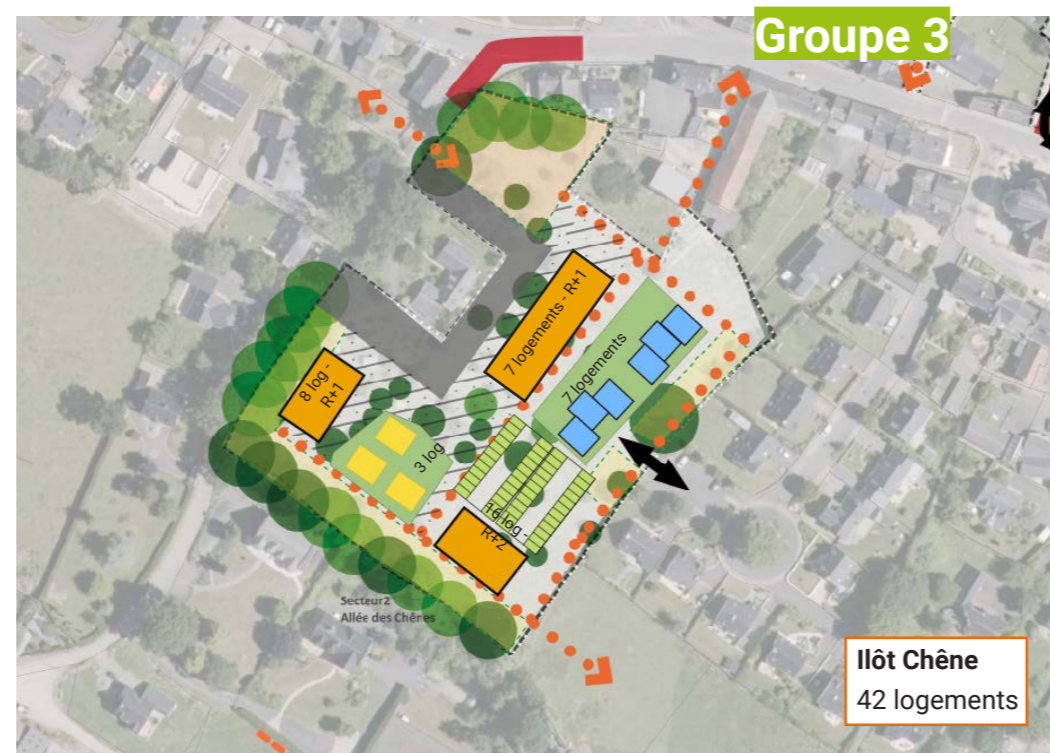 Groupe 3
7 logements - R+1
7 logements
8 log -
R+1
3 log
16 log -
R+2
Secteur2
Allée des Chênes
Ilôt Chêne
42 logements